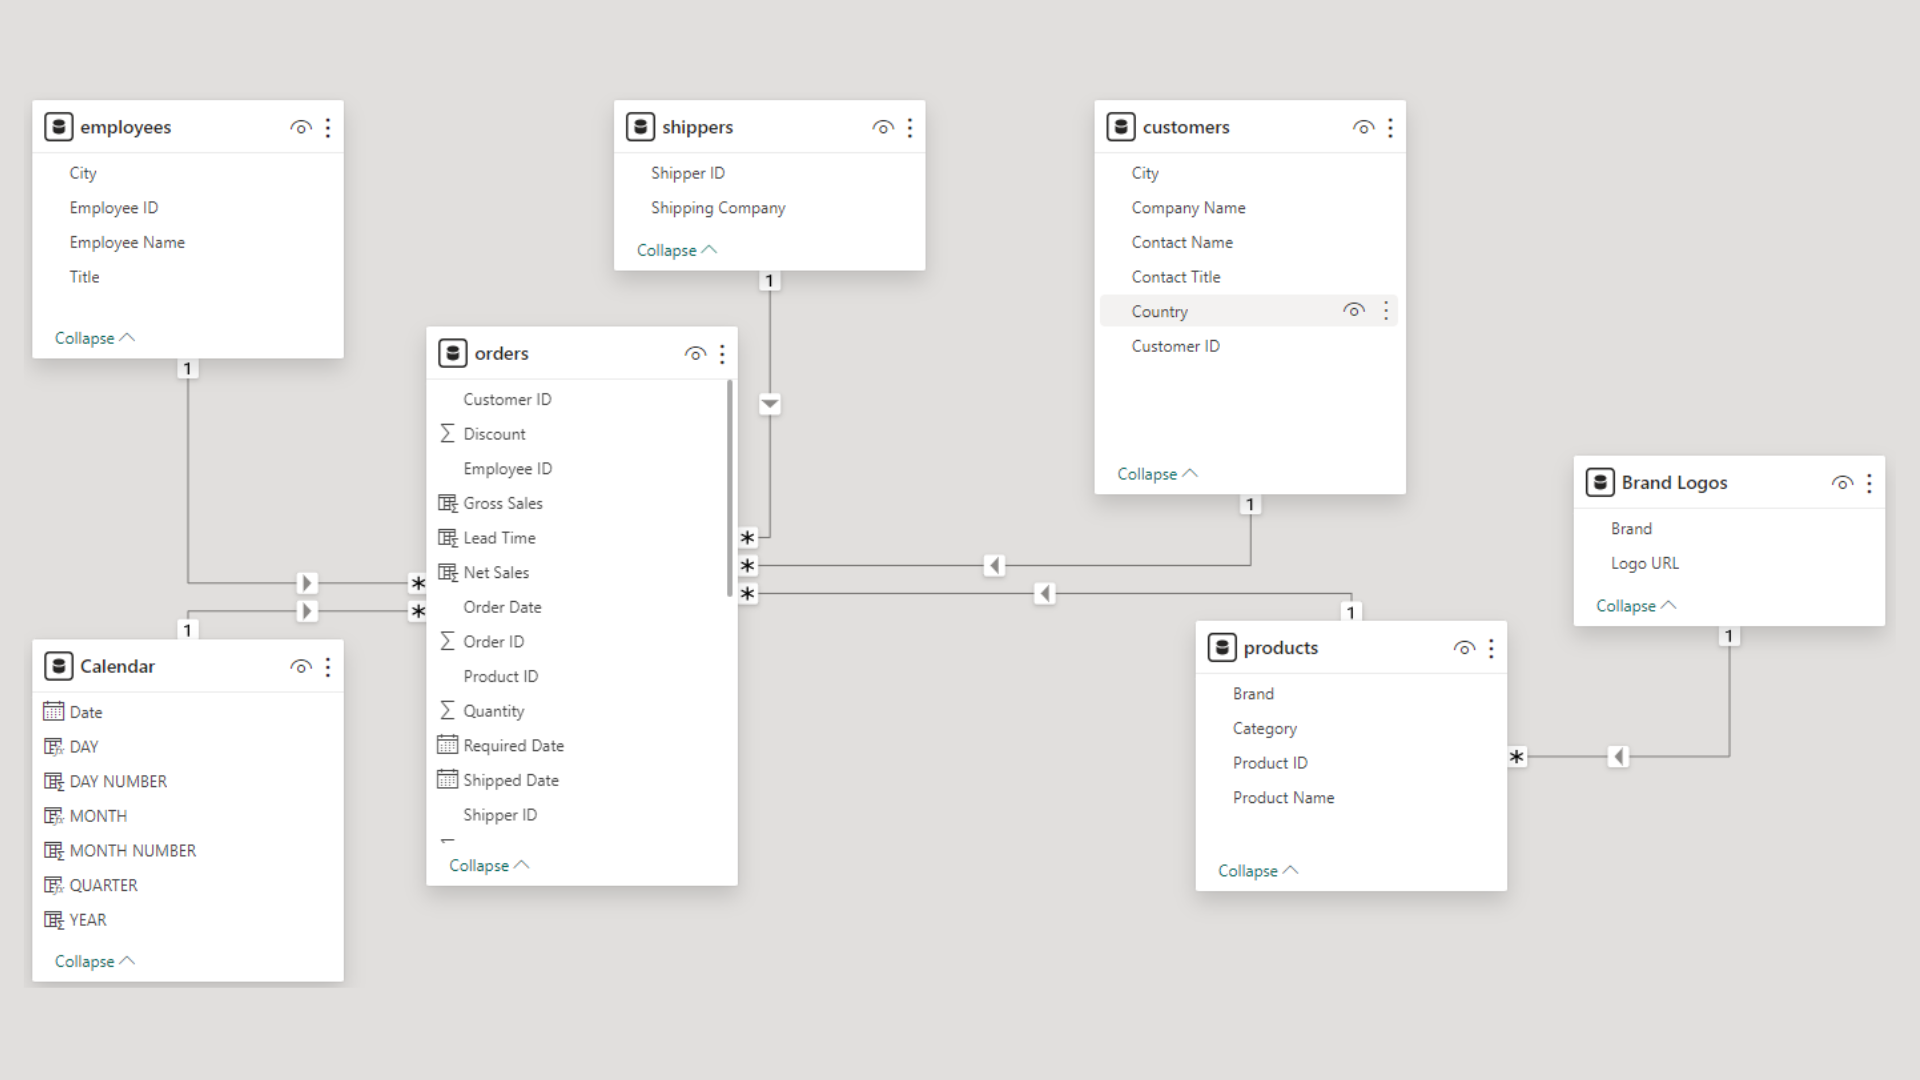 employees
City
Employee ID
Employee Name
Title
Collapse
1
shippers
Shipper ID
Shipping Company
Collapse
1
customers
City
Company Name
Contact Name
Contact Title
Country
Customer ID
Collapse
1
orders
Customer ID
Discount
Employee ID
Gross Sales
Lead Time
Net Sales
Order Date
Order ID
Product ID
Quantity
Required Date
Shipped Date
Shipper ID
Collapse
*
*
*
*
*
1
Calendar
Date
DAY
DAY NUMBER
MONTH
MONTH NUMBER
QUARTER
YEAR
Collapse
1
products
Brand
Category
Product ID
Product Name
Collapse
*
Brand Logos
Brand
Logo URL
Collapse
1